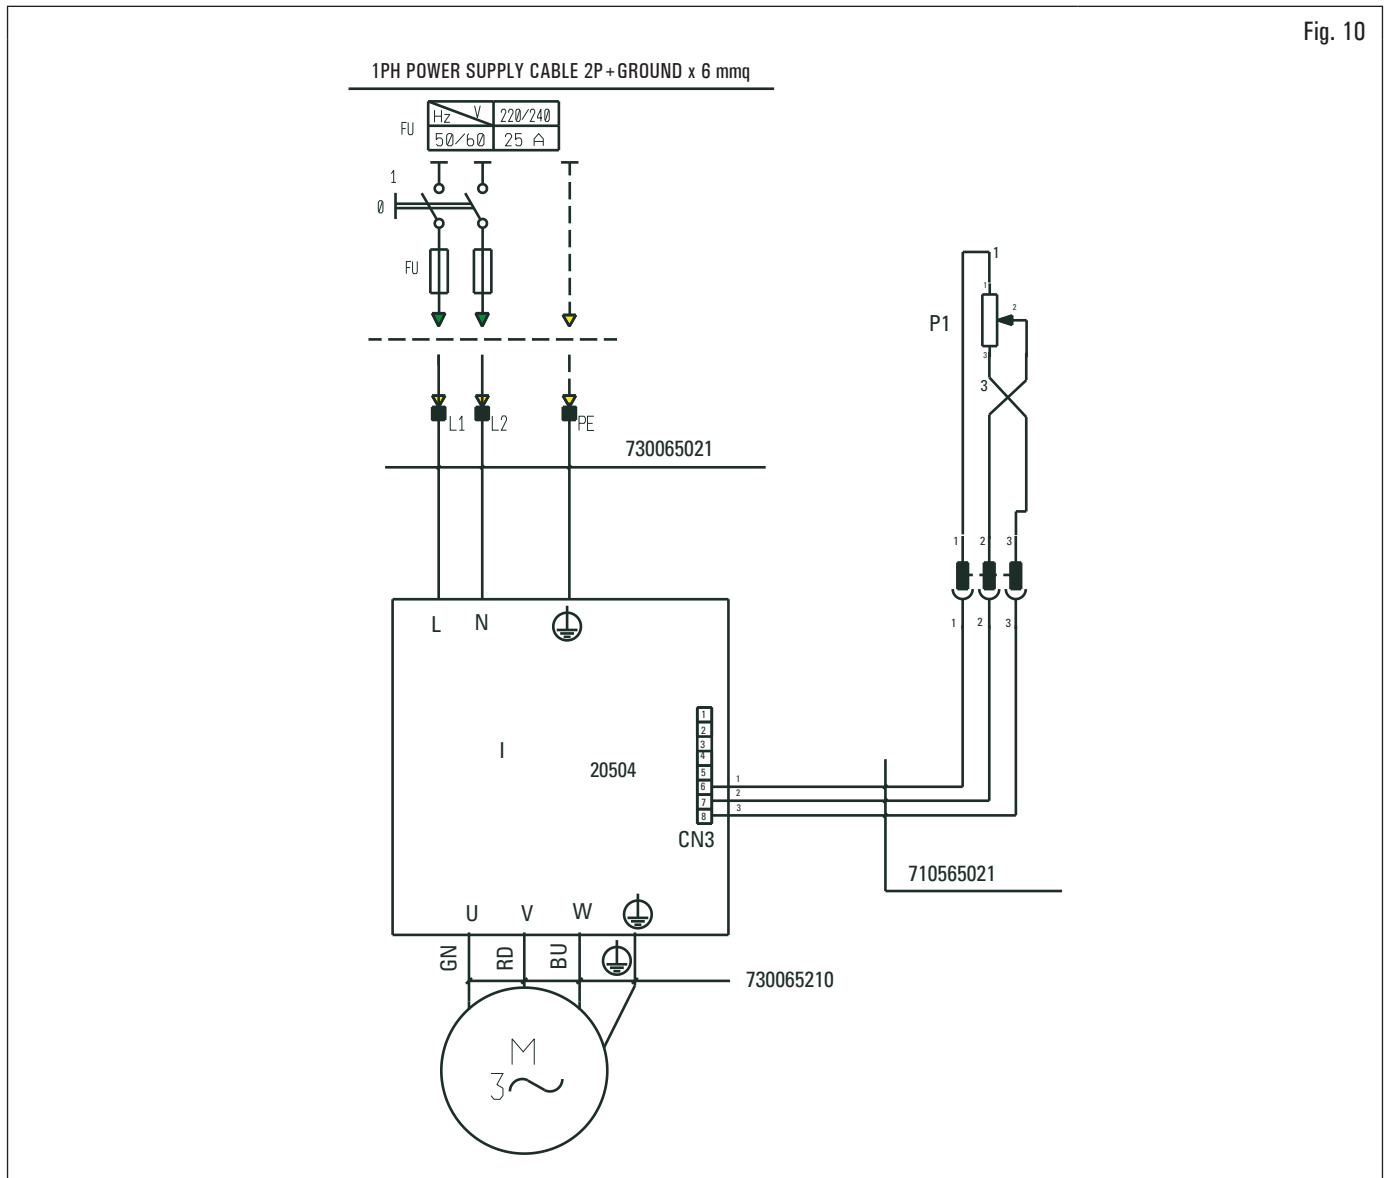 Fig. 10
1PH POWER SUPPLY CABLE 2P+GROUND x 6 mmq
FU
Hz V 220/240
50/60 25 A
1
0
FU
1
1
2
P1
3
3
L1 L2 PE
730065021
1 2 3
L N
1 2 3
I
20504
1
2
3
4
5
6
7
8
1
2
3
CN3
710565021
U V W
GN RD BU
730065210
M
3